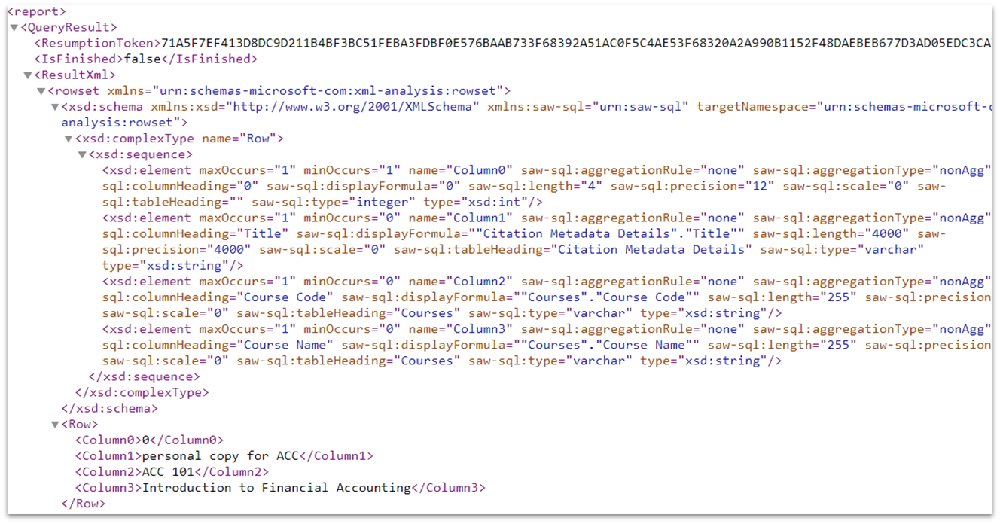 <report>
<QueryResult>
<ResumptionToken>71A5F7EF413D8DC9D211B4BF3BC51FEBA3FDBF0E576BAAB733F68392A51AC0F5C4AE53F68320A2A990B1152F48DAEBEB677D3AD05EDC3CA
<IsFinished>false</IsFinished>
<ResultXml>
<rowset xmlns="urn:schemas-microsoft-com:xml-analysis:rowset">
<xsd:schema xmlns:xsd="http://www.w3.org/2001/XMLSchema" xmlns:saw-sql="urn:saw-sql" targetNamespace="urn:schemas-microsoft-c
analysis:rowset">
<xsd:complexType name="Row">
<xsd:sequence>
<xsd:element maxOccurs="1" minOccurs="1" name="Column0" saw-sql:aggregationRule="none" saw-sql:aggregationType="nonAgg"
sql:columnHeading="0" saw-sql:displayFormula="0" saw-sql:length="4" saw-sql:precision="12" saw-sql:scale="0" saw-
sql:tableHeading="" saw-sql:type="integer" type="xsd:int"/>
<xsd:element maxOccurs="1" minOccurs="0" name="Column1" saw-sql:aggregationRule="none" saw-sql:aggregationType="nonAgg"
sql:columnHeading="Title" saw-sql:displayFormula=""Citation Metadata Details"."Title"" saw-sql:length="4000" saw-
sql:precision="4000" saw-sql:scale="0" saw-sql:tableHeading="Citation Metadata Details" saw-sql:type="varchar"
type="xsd:string"/>
<xsd:element maxOccurs="1" minOccurs="0" name="Column2" saw-sql:aggregationRule="none" saw-sql:aggregationType="nonAgg"
sql:columnHeading="Course Code" saw-sql:displayFormula=""Courses"."Course Code"" saw-sql:length="255" saw-sql:precision
saw-sql:scale="0" saw-sql:tableHeading="Courses" saw-sql:type="varchar" type="xsd:string"/>
<xsd:element maxOccurs="1" minOccurs="0" name="Column3" saw-sql:aggregationRule="none" saw-sql:aggregationType="nonAgg"
sql:columnHeading="Course Name" saw-sql:displayFormula=""Courses"."Course Name"" saw-sql:length="255" saw-sql:precision
saw-sql:scale="0" saw-sql:tableHeading="Courses" saw-sql:type="varchar" type="xsd:string"/>
</xsd:sequence>
</xsd:complexType>
</xsd:schema>
<Row>
<Column0>0</Column0>
<Column1>personal copy for ACC</Column1>
<Column2>ACC 101</Column2>
<Column3>Introduction to Financial Accounting</Column3>
</Row>